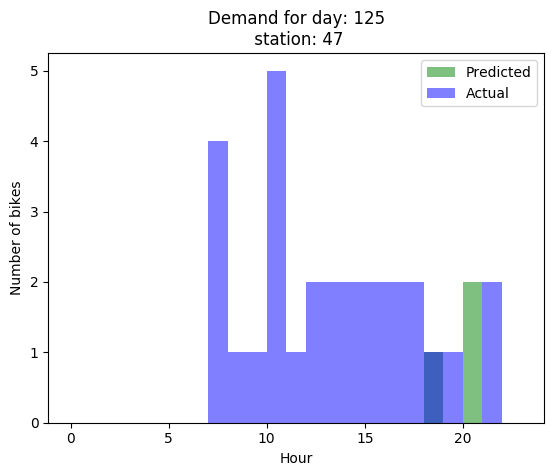 Demand for day: 125
station: 47
Predicted
Actual
Number of bikes
5
4
3
2
1
0
0
5
10
15
20
Hour